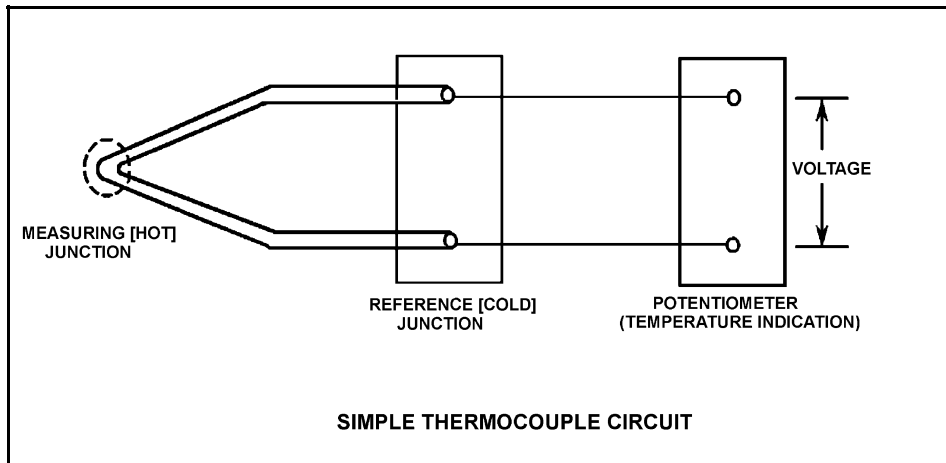 VOLTAGE
MEASURING [HOT]
JUNCTION
REFERENCE [COLD]
JUNCTION
POTENTIOMETER
(TEMPERATURE INDICATION)
SIMPLE THERMOCOUPLE CIRCUIT